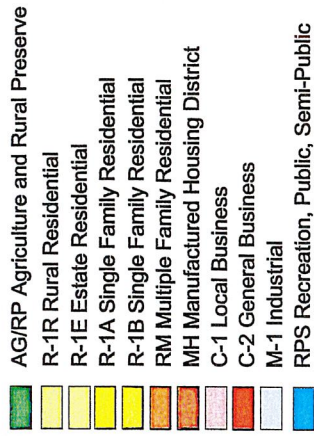 AG/RP Agriculture and Rural Preserve
R-1R Rural Residential
R-1E Estate Residential
R-1A Single Family Residential
R-1B Single Family Residential
RM Multiple Family Residential
MH Manufactured Housing District
C-1 Local Business
C-2 General Business
M-1 Industrial
RPS Recreation, Public, Semi-Public